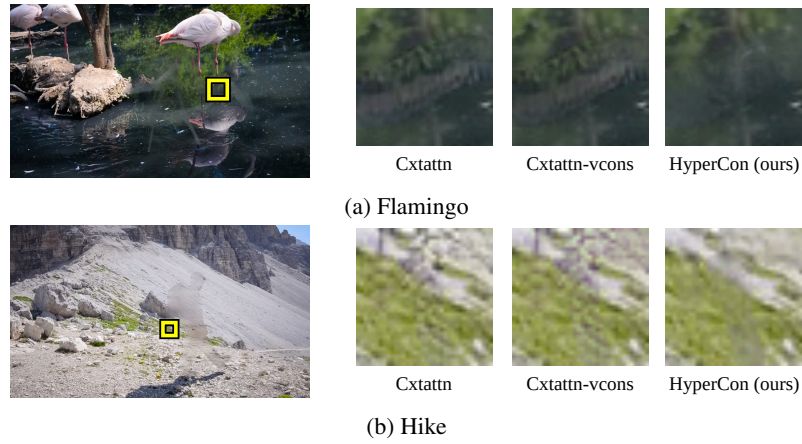 Cxtattn Cxtattn-vcons HyperCon (ours)
(a) Flamingo
Cxtattn Cxtattn-vcons HyperCon (ours)
(b) Hike